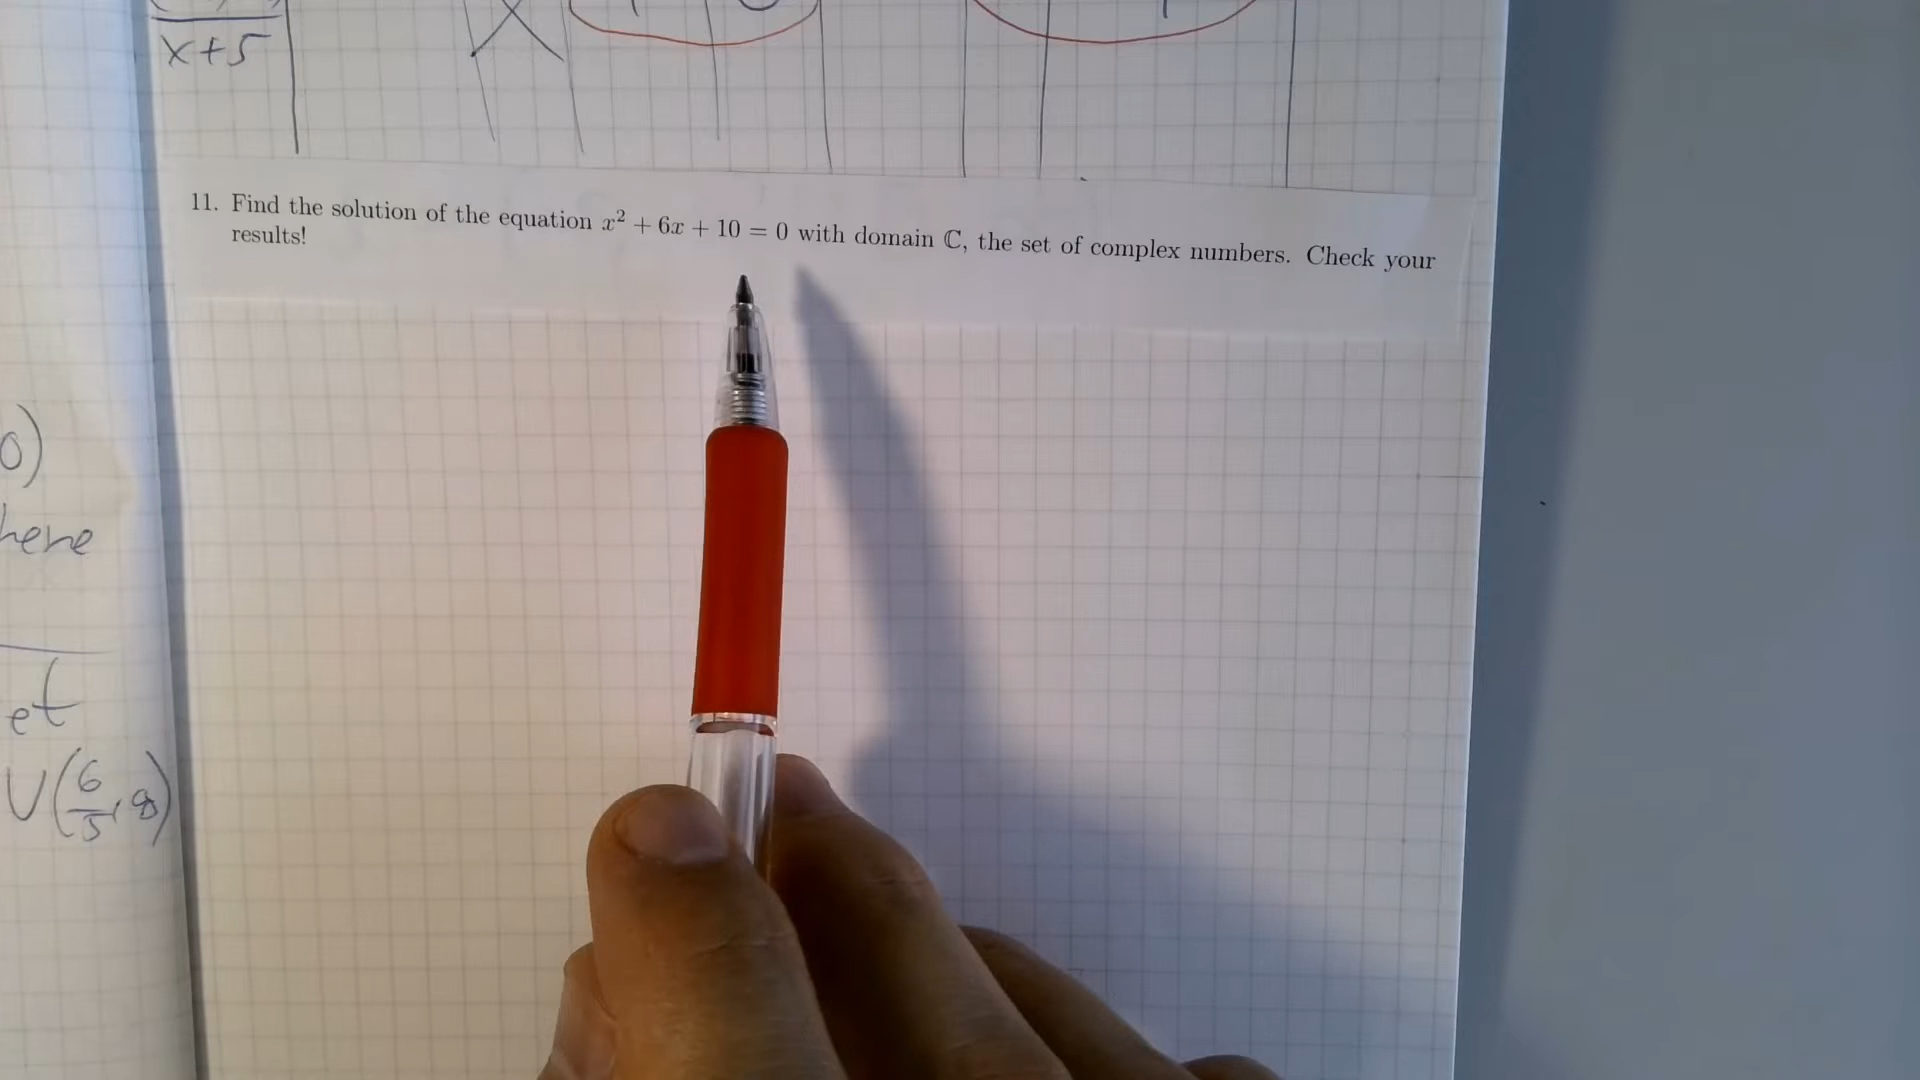 x+5
11. Find the solution of the equation x² + 6x + 10 = 0 with domain ℂ, the set of complex numbers. Check your
results!
0)
here
et
U(6/5, 8)